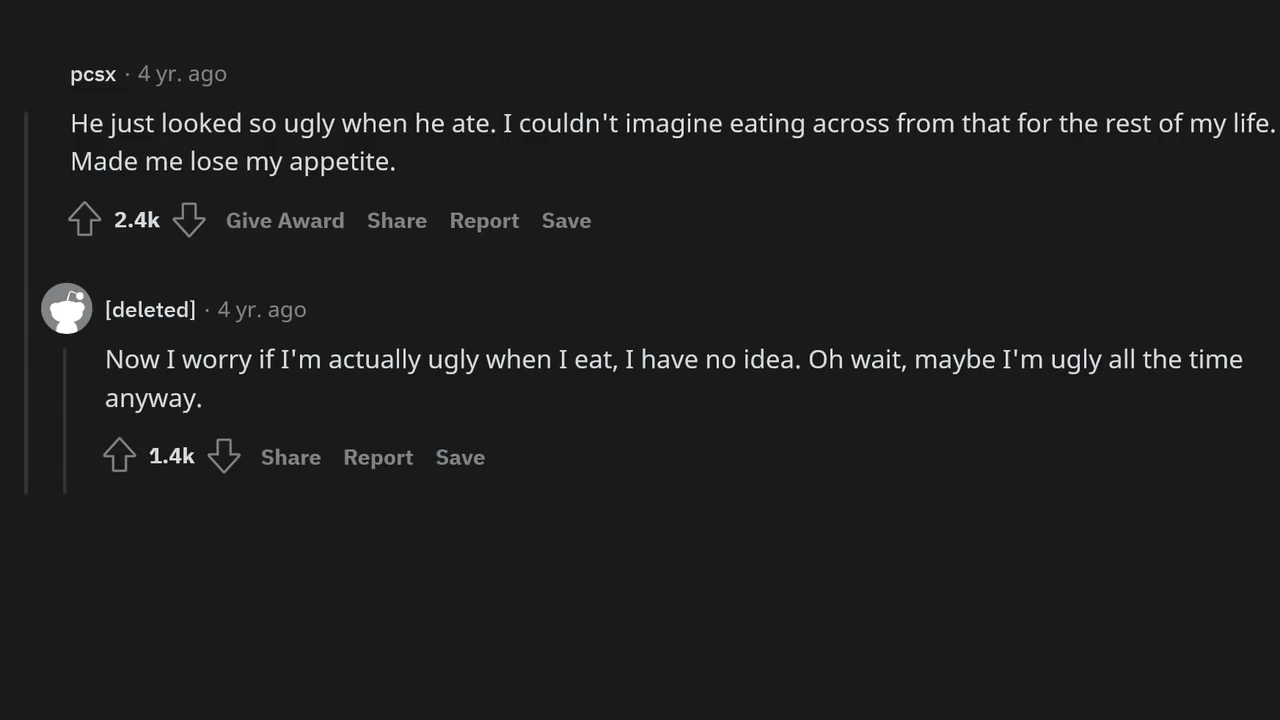 pcsx · 4 yr. ago
He just looked so ugly when he ate. I couldn't imagine eating across from that for the rest of my life.
Made me lose my appetite.
2.4k Give Award Share Report Save
[deleted] · 4 yr. ago
Now I worry if I'm actually ugly when I eat, I have no idea. Oh wait, maybe I'm ugly all the time
anyway.
1.4k Share Report Save